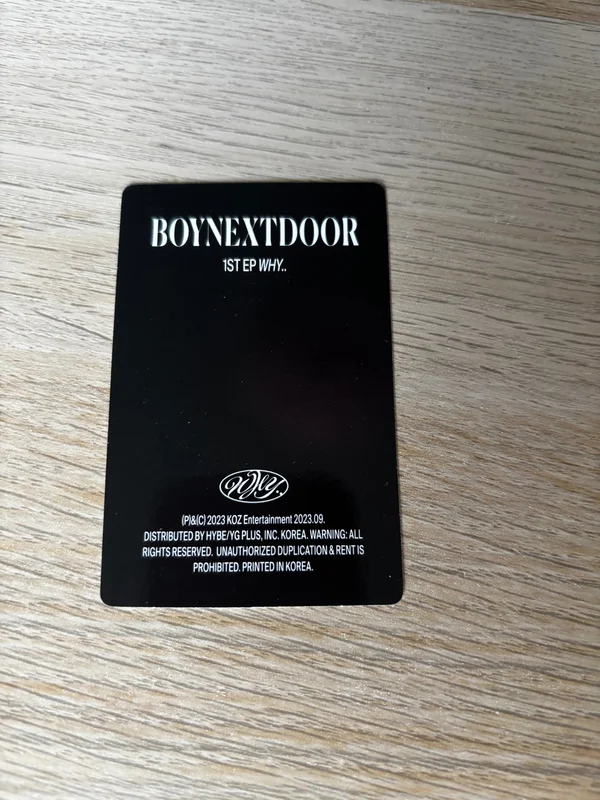 BOYNEXTDOOR
1ST EP WHY..
Why..
(P)&(C) 2023 KOZ Entertainment 2023.09.
DISTRIBUTED BY HYBE/YG PLUS, INC. KOREA. WARNING: ALL
RIGHTS RESERVED. UNAUTHORIZED DUPLICATION & RENT IS
PROHIBITED. PRINTED IN KOREA.